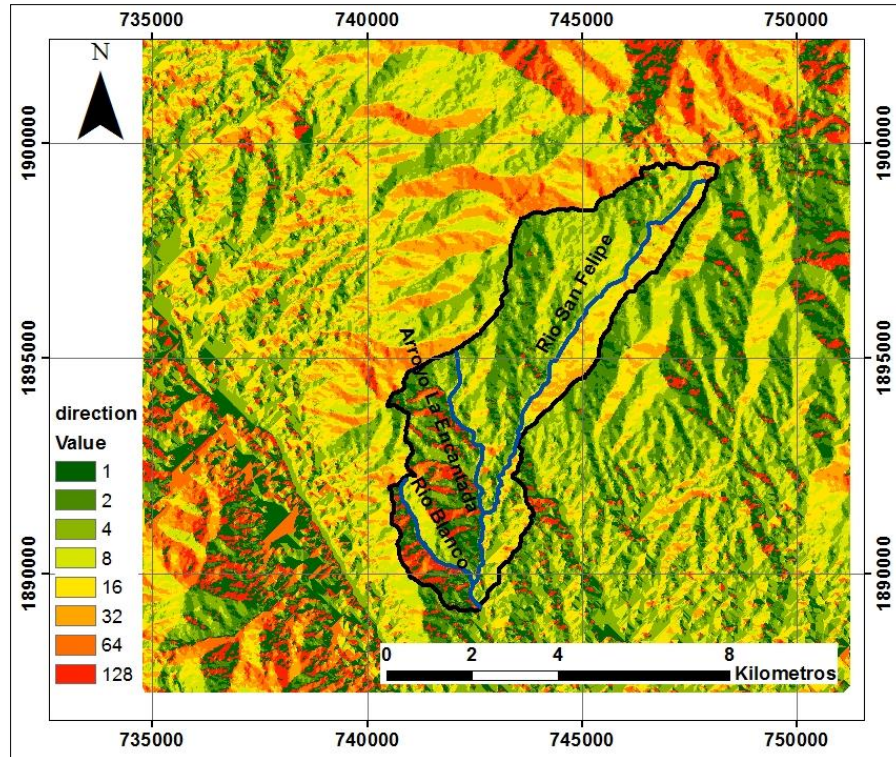 735000 740000 745000 750000
N
1900000 1900000
Rio San Felipe
1895000 1895000
Arroyo La Encantada
direction
Value
1
2
4
8
16
32
64
128
Rio Blanco
1890000 1890000
0 2 4 8
Kilometros
735000 740000 745000 750000